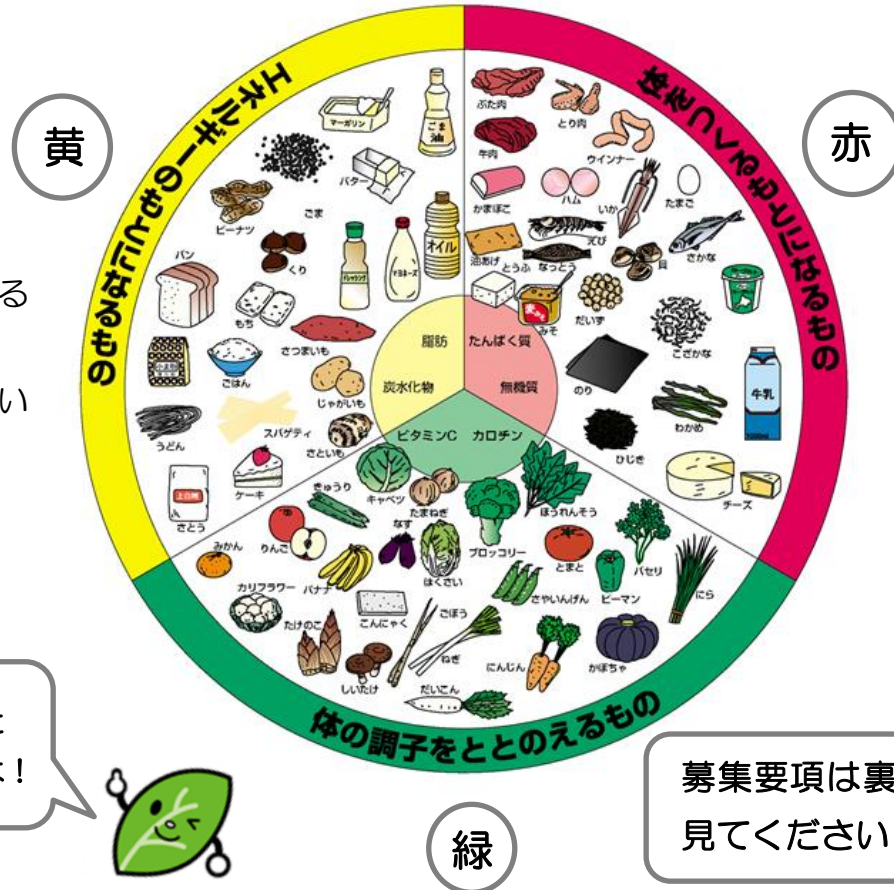 エネルギーのもとになるもの
体をつくるもとになるもの
黄
赤
マーガリン
ごま
油
バター
ピーナツ
ごま
くり
ドレッシング
マヨネーズ
オイル
パン
もち
さつまいも
小麦粉
ごはん
じゃがいも
うどん
スパゲティ
さといも
さとう
上白糖
ケーキ
ぶた肉
とり肉
牛肉
ウインナー
かまぼこ
ハム
いか
たまご
油あげ
えび
とうふ
なっとう
貝
さかな
みそ
だいず
こざかな
のり
わかめ
牛乳
1000ml
ひじき
チーズ
脂肪
たんぱく質
炭水化物
無機質
ビタミンC
カロチン
きゅうり
キャベツ
たまねぎ
ほうれんそう
みかん
りんご
なす
はくさい
ブロッコリー
とまと
パセリ
カリフラワー
バナナ
こんにゃく
さやいんげん
ピーマン
にら
たけのこ
ごぼう
ねぎ
しいたけ
だいこん
にんじん
かぼちゃ
体の調子をととのえるもの
緑
る
い
！
募集要項は裏
見てください